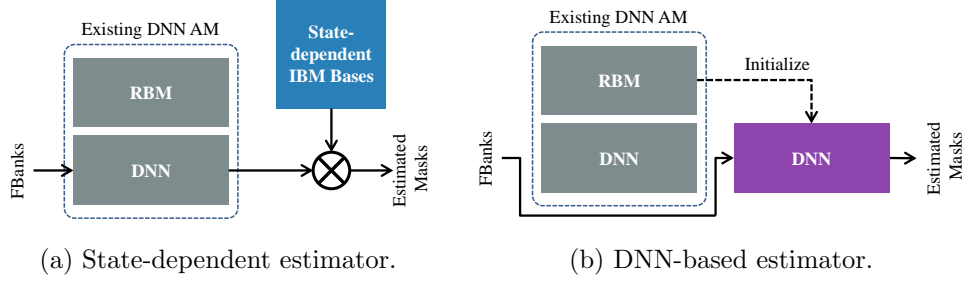 Existing DNN AM
State-
dependent
IBM Bases
RBM
DNN
FBanks
Estimated
Masks
(a) State-dependent estimator.
Existing DNN AM
Initialize
RBM
DNN
DNN
FBanks
Estimated
Masks
(b) DNN-based estimator.